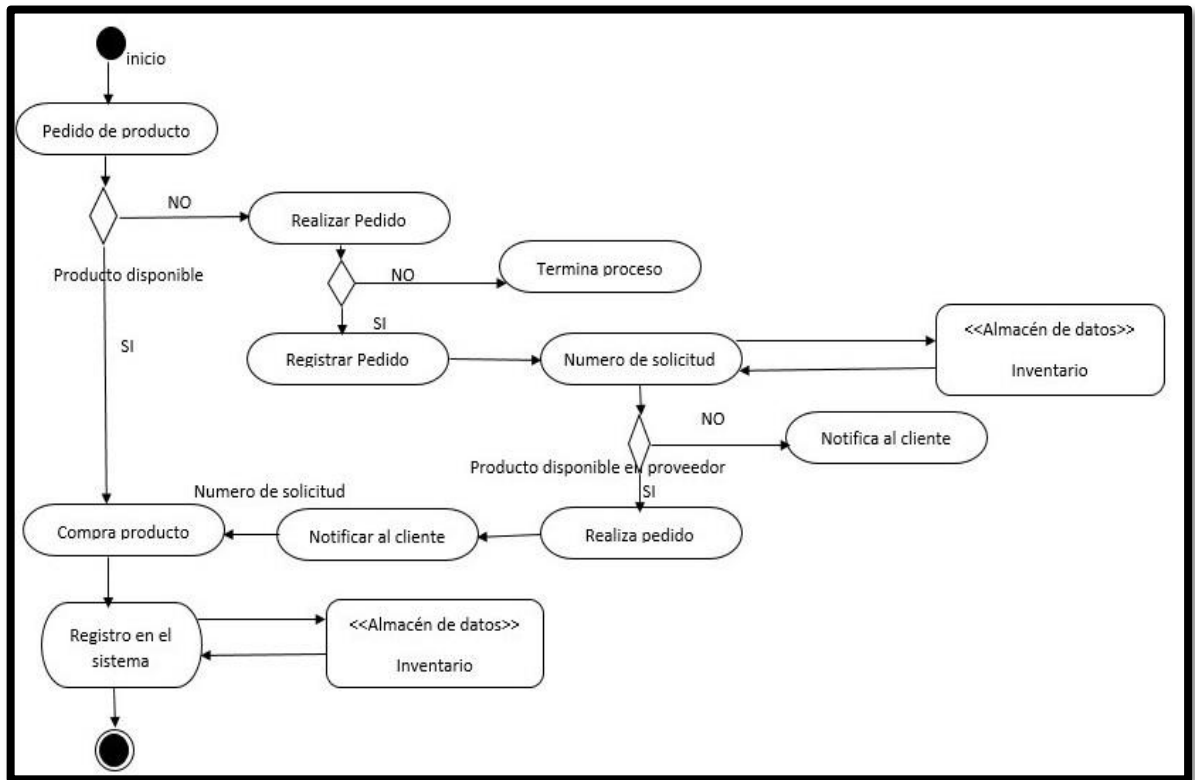 inicio
Pedido de producto
NO
Realizar Pedido
Producto disponible
NO
Termina proceso
SI
SI
Registrar Pedido
Numero de solicitud
<<Almacén de datos>>
Inventario
NO
Notifica al cliente
Producto disponible en proveedor
SI
Numero de solicitud
Compra producto
Notificar al cliente
Realiza pedido
Registro en el
sistema
<<Almacén de datos>>
Inventario